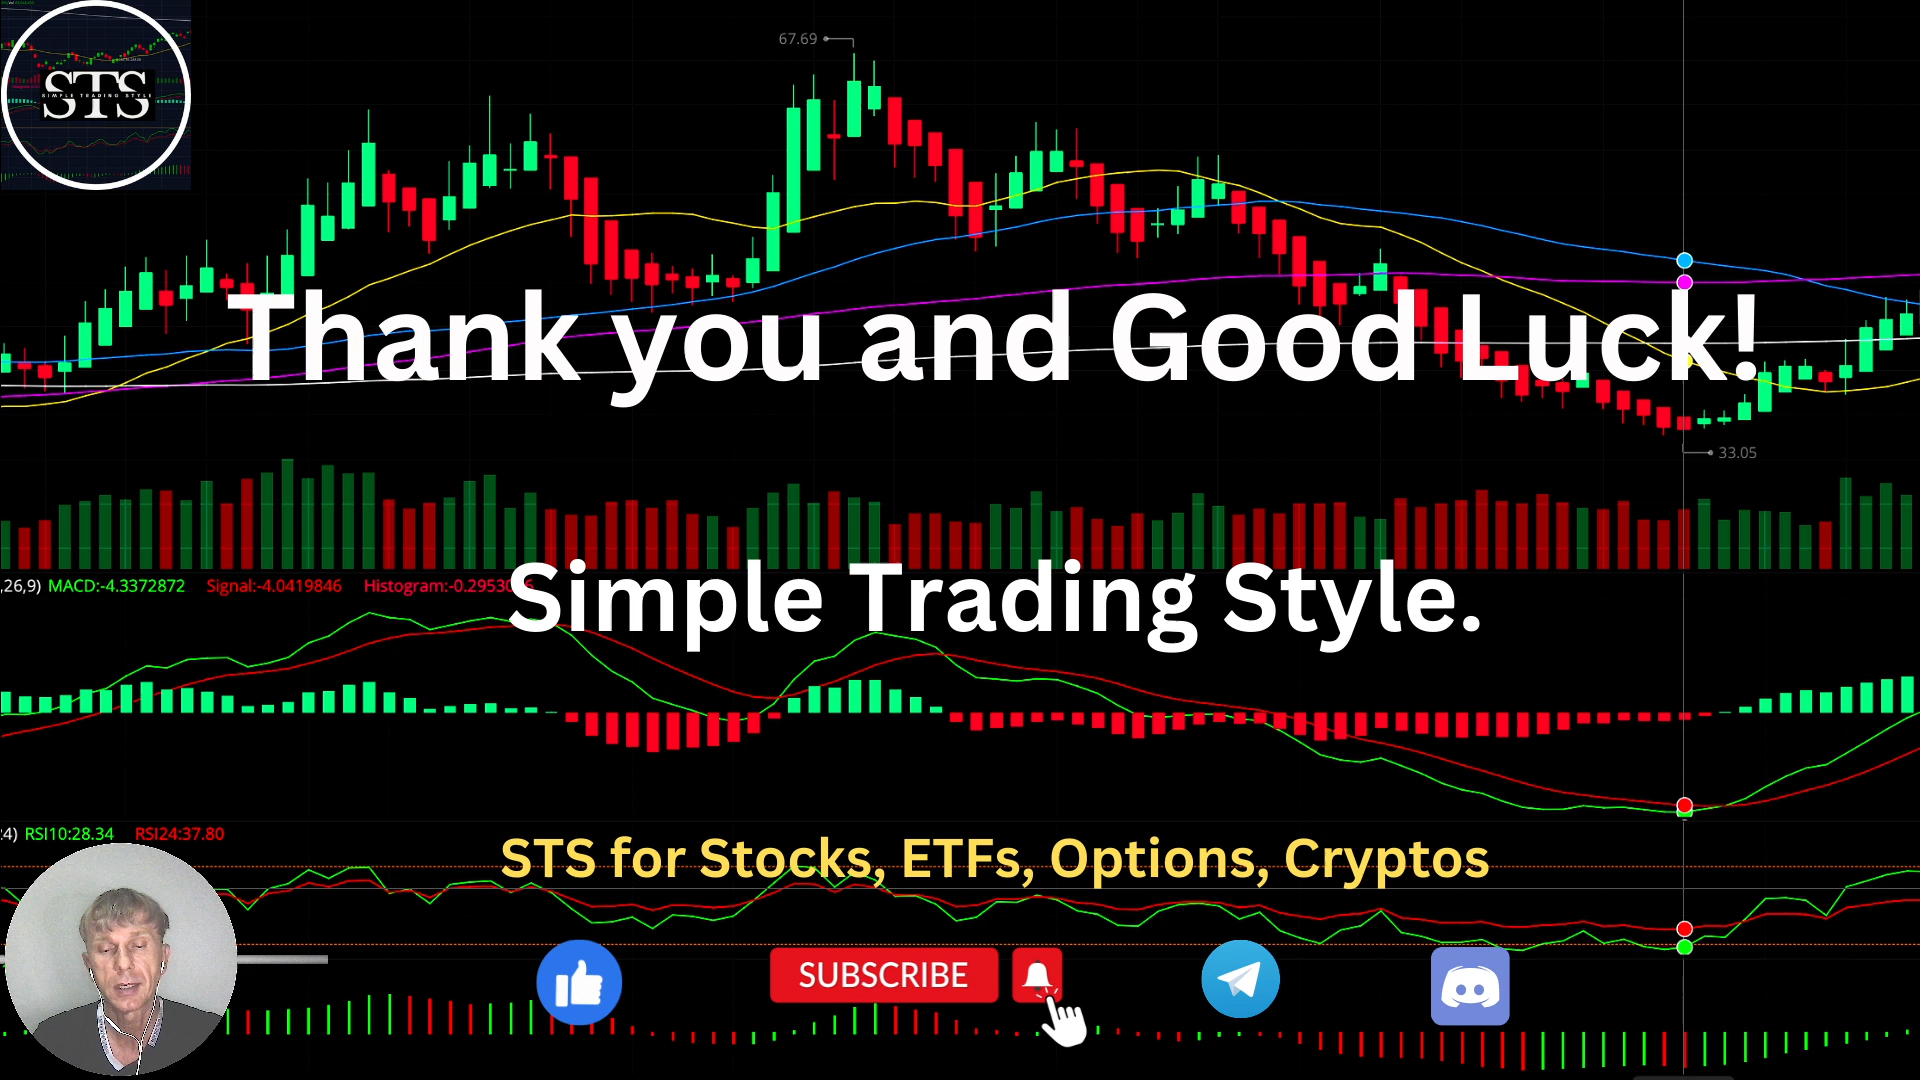 67.69
STS
SIMPLE TRADING STYLE
Thank you and Good Luck!
33.05
,26,9) MACD:-4.3372872 Signal:-4.0419846 Histogram:-0.2953
Simple Trading Style.
24) RSI10:28.34 RSI24:37.80
STS for Stocks, ETFs, Options, Cryptos
SUBSCRIBE